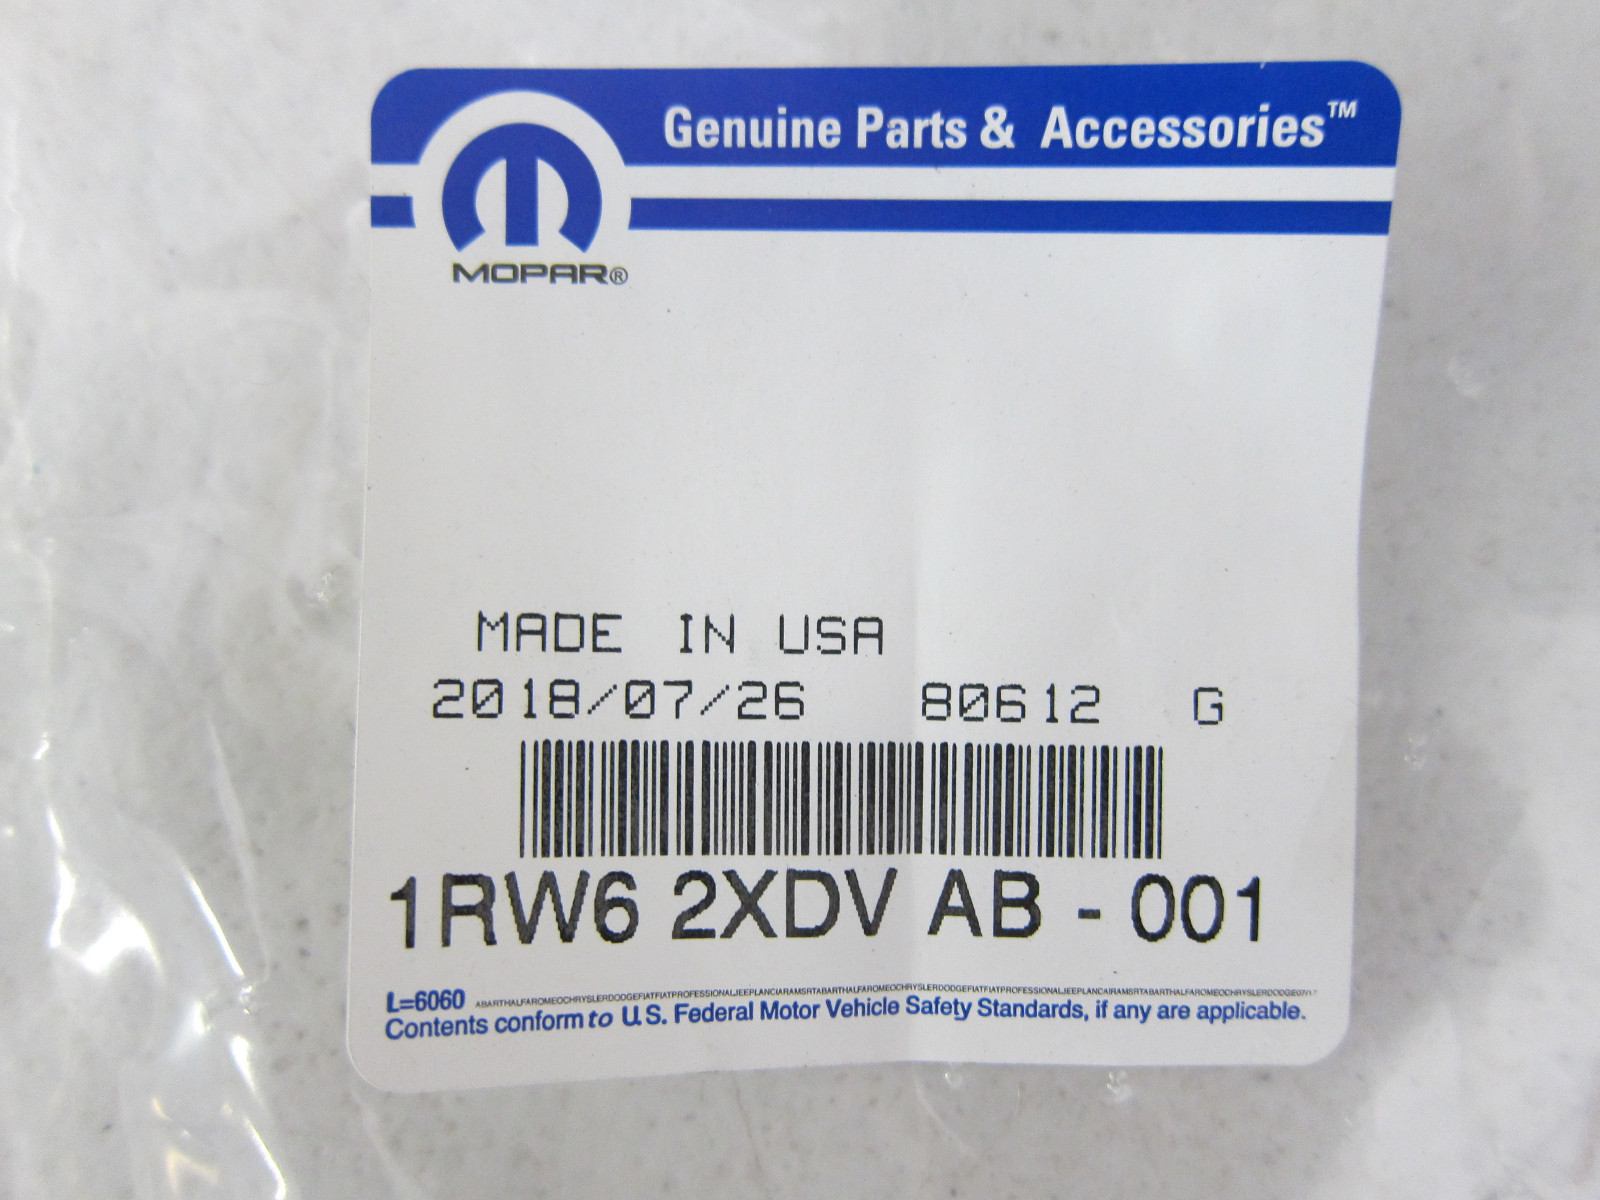 Genuine Parts & Accessories™
MOPAR®
MADE IN USA
2018/07/26 80612 G
1RW6 2XDV AB - 001
L=6060
Contents conform to U.S. Federal Motor Vehicle Safety Standards, if any are applicable.